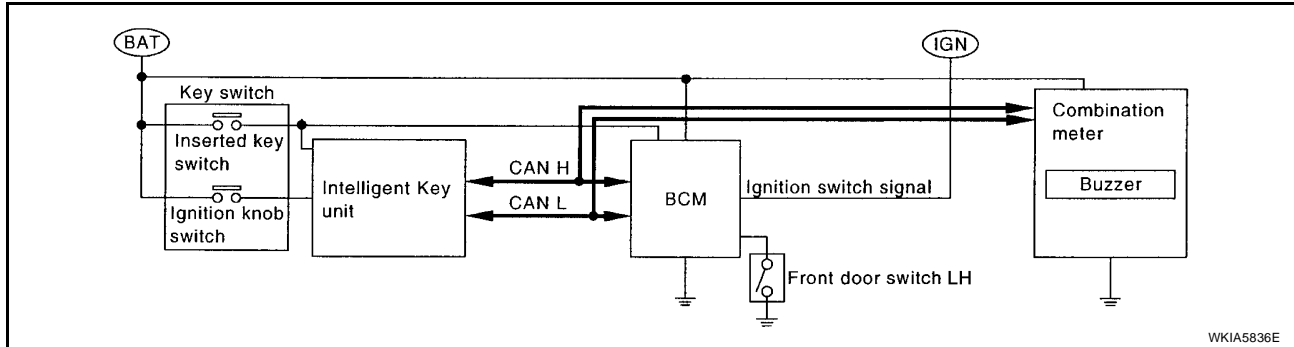 BAT
IGN
Key switch
Inserted key
switch
Ignition knob
switch
Intelligent Key
unit
CAN H
CAN L
BCM
Ignition switch signal
Front door switch LH
Combination
meter
Buzzer
WKIA5836E